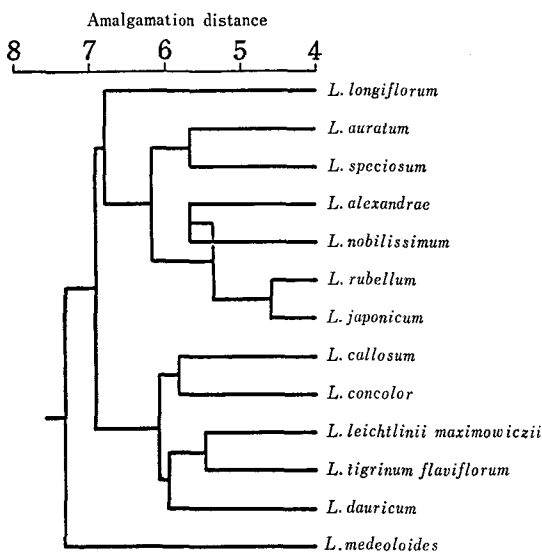 Amalgamation distance
8 7 6 5 4
L. longiflorum
L. auratum
L. speciosum
L. alexandrae
L. nobilissimum
L. rubellum
L. japonicum
L. callosum
L. concolor
L. leichtlinii maximowiczii
L. tigrinum flaviflorum
L. dauricum
L. medeoloides